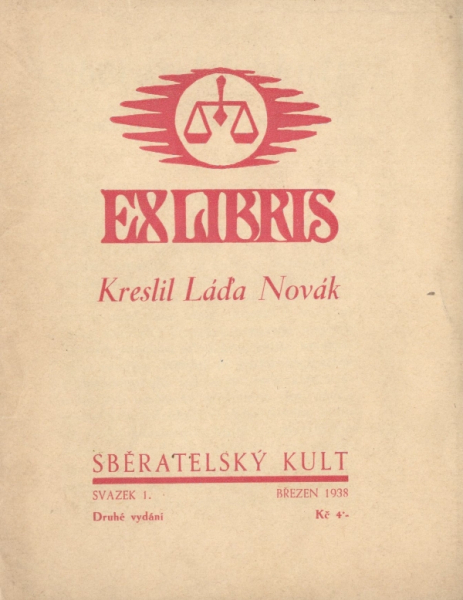 EX LIBRIS
Kreslil Láďa Novák
SBĚRATELSKÝ KULT
SVAZEK 1. BŘEZEN 1938
Druhé vydání Kč 4·-